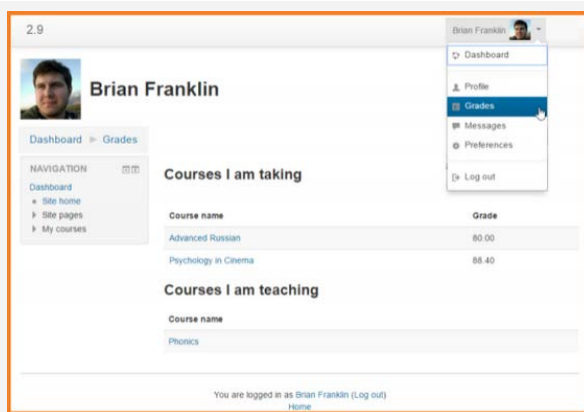 2.9
Brian Franklin
Dashboard
Profile
Grades
Messages
Preferences
Log out
Brian Franklin
Dashboard Grades
NAVIGATION
Dashboard
Site home
Site pages
My courses
Courses I am taking
Course name Grade
Advanced Russian 80.00
Psychology in Cinema 88.40
Courses I am teaching
Course name
Phonics
You are logged in as Brian Franklin (Log out)
Home